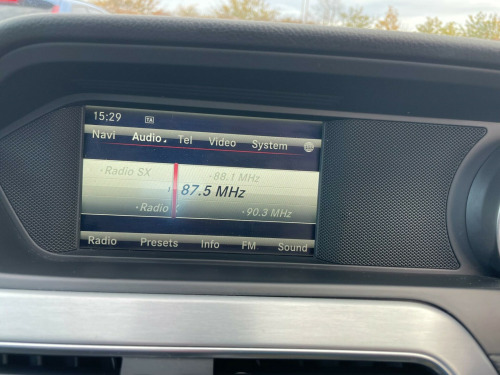 15:29 TA
Navi Audio Tel Video System
Radio SX 88.1 MHz
87.5 MHz
Radio 90.3 MHz
Radio Presets Info FM Sound